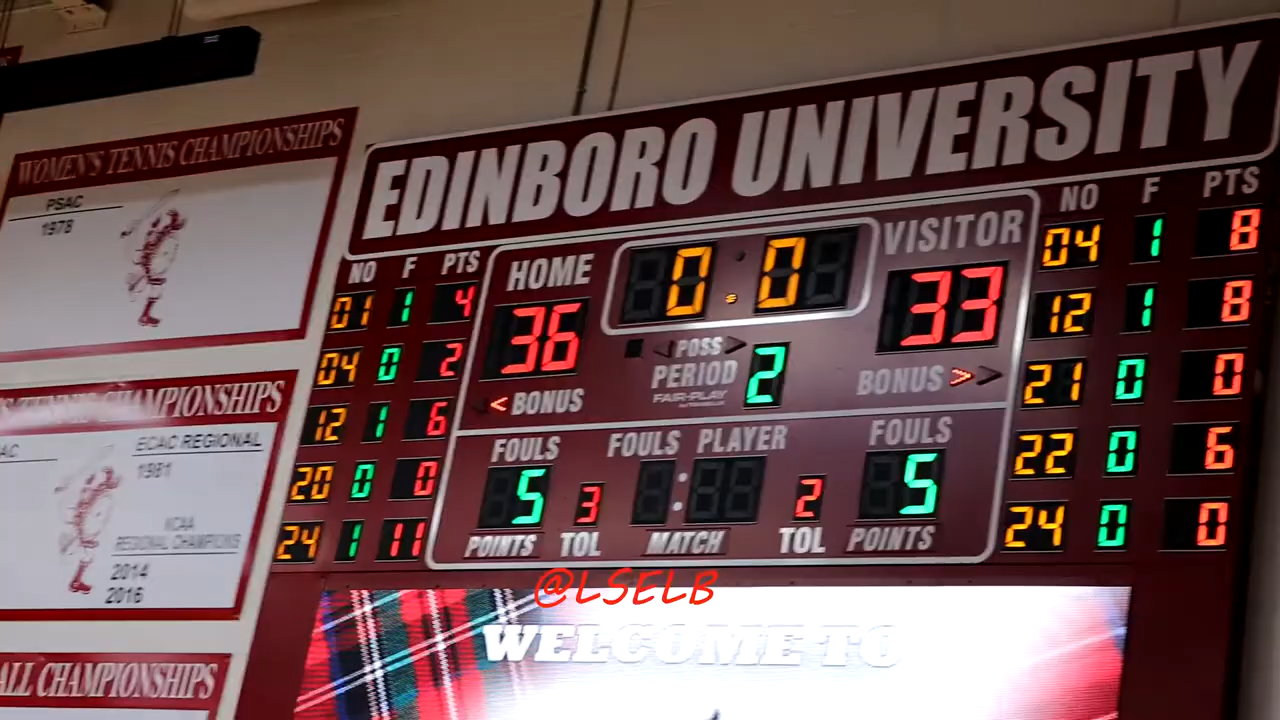 WOMEN'S TENNIS CHAMPIONSHIPS
PSAC
1978
TENNIS CHAMPIONSHIPS
ECAC REGIONAL
1981
NCAA
REGIONAL CHAMPIONS
2014
2016
CHAMPIONSHIPS
EDINBORO UNIVERSITY
NO F PTS
01 1 4
04 0 2
12 1 6
20 0 0
24 1 11
HOME
36
0.0
VISITOR
33
< POSS >
PERIOD 2
FAIR-PLAY
< BONUS
BONUS >
FOULS
5
POINTS
3
TOL
FOULS PLAYER
:
MATCH
2
TOL
FOULS
5
POINTS
NO F PTS
04 1 8
12 1 8
21 0 0
22 0 6
24 0 0
@LSELB
WELCOME TO